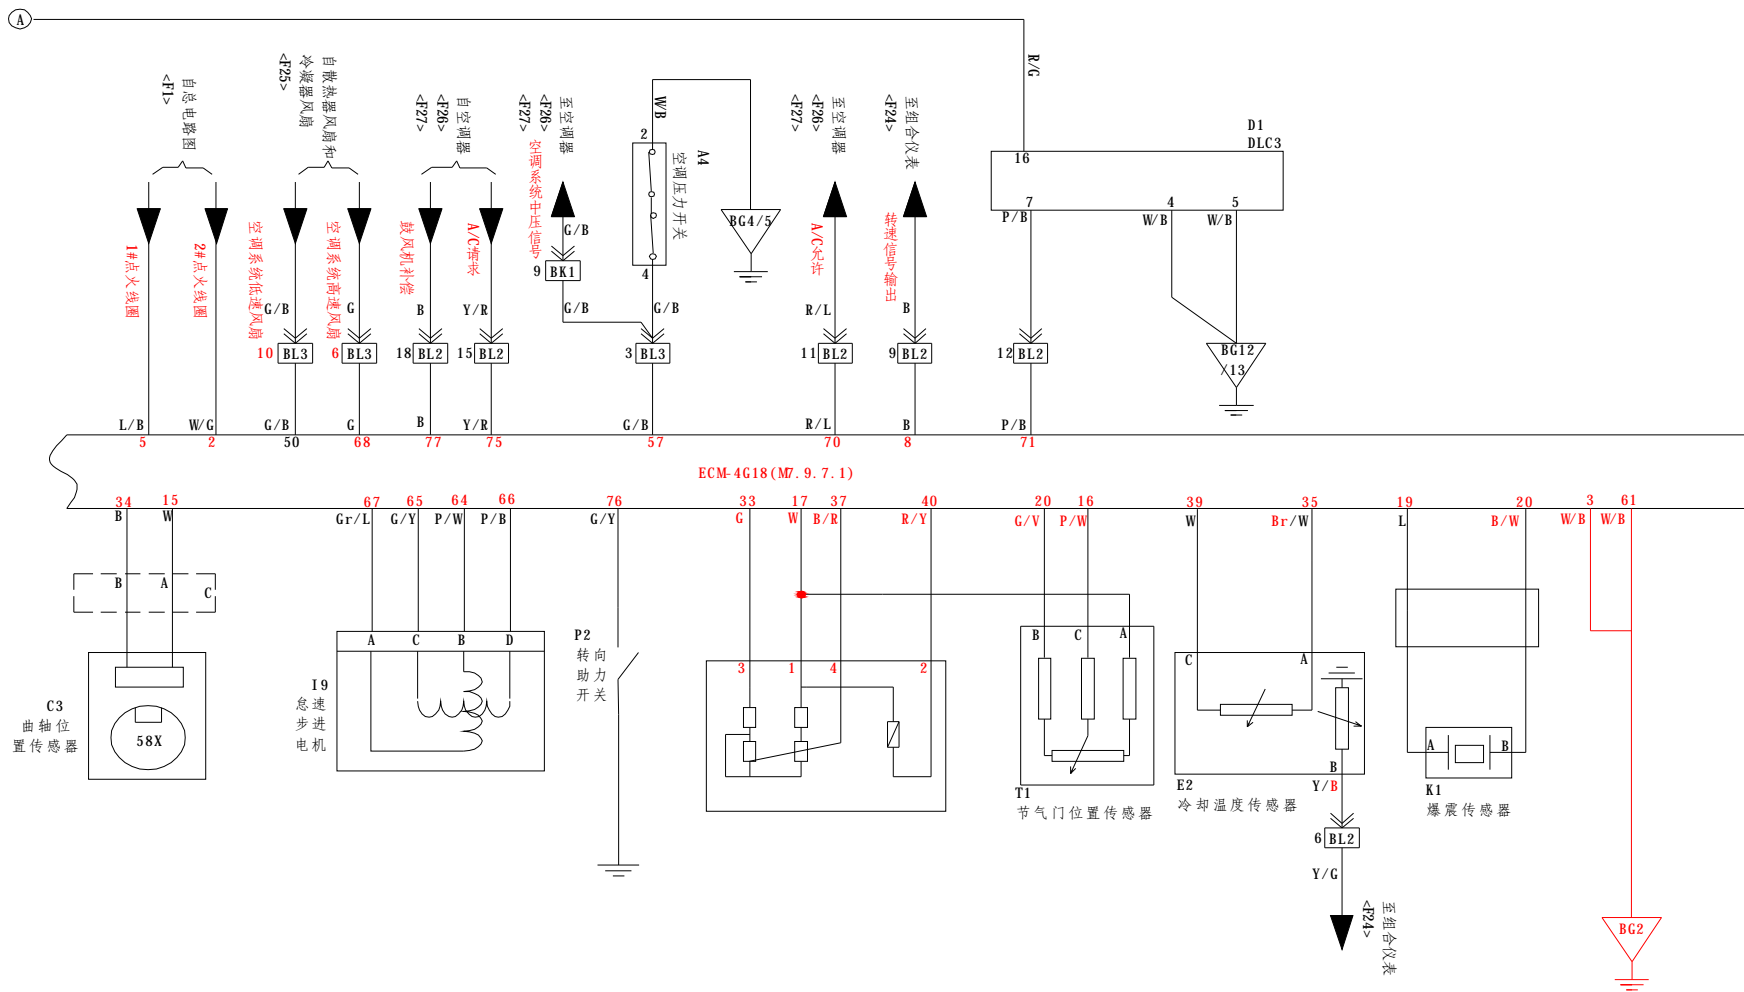 A
R/G
自总电路图
<F1>
自散热器风扇和
冷凝器风扇
<F25>
自空调器
<F26>
<F27>
至空调器
<F26>
<F27>
空调系统中压信号
W/B
2
A4
空调压力开关
4
BG4/5
至空调器
<F26>
<F27>
至组合仪表
<F24>
D1
DLC3
16
7
4
5
P/B
W/B
W/B
1#点火线圈
2#点火线圈
空调系统低速风扇
空调系统高速风扇
鼓风机补偿
A/C请求
A/C允许
转速信号输出
G/B
9
BK1
G/B
G
B
Y/R
G/B
G/B
R/L
B
10
BL3
6
BL3
18
BL2
15
BL2
3
BL3
11
BL2
9
BL2
12
BL2
BG12
/13
L/B
W/G
G/B
G
B
Y/R
G/B
R/L
B
P/B
5
2
50
68
77
75
57
70
8
71
ECM-4G18(M7.9.7.1)
34
15
67
65
64
66
76
33
17
37
40
20
16
39
35
19
20
3
61
B
W
Gr/L
G/Y
P/W
P/B
G/Y
G
W
B/R
R/Y
G/V
P/W
W
Br/W
L
B/W
W/B
W/B
B
A
C
A
C
B
D
P2
转向
助力
开关
3
1
4
2
B
C
A
C
A
58X
C3
曲轴位
置传感器
I9
怠速
步进
电机
T1
节气门位置传感器
B
E2
冷却温度传感器
Y/B
A
B
K1
爆震传感器
6
BL2
Y/G
至组合仪表
<F24>
BG2